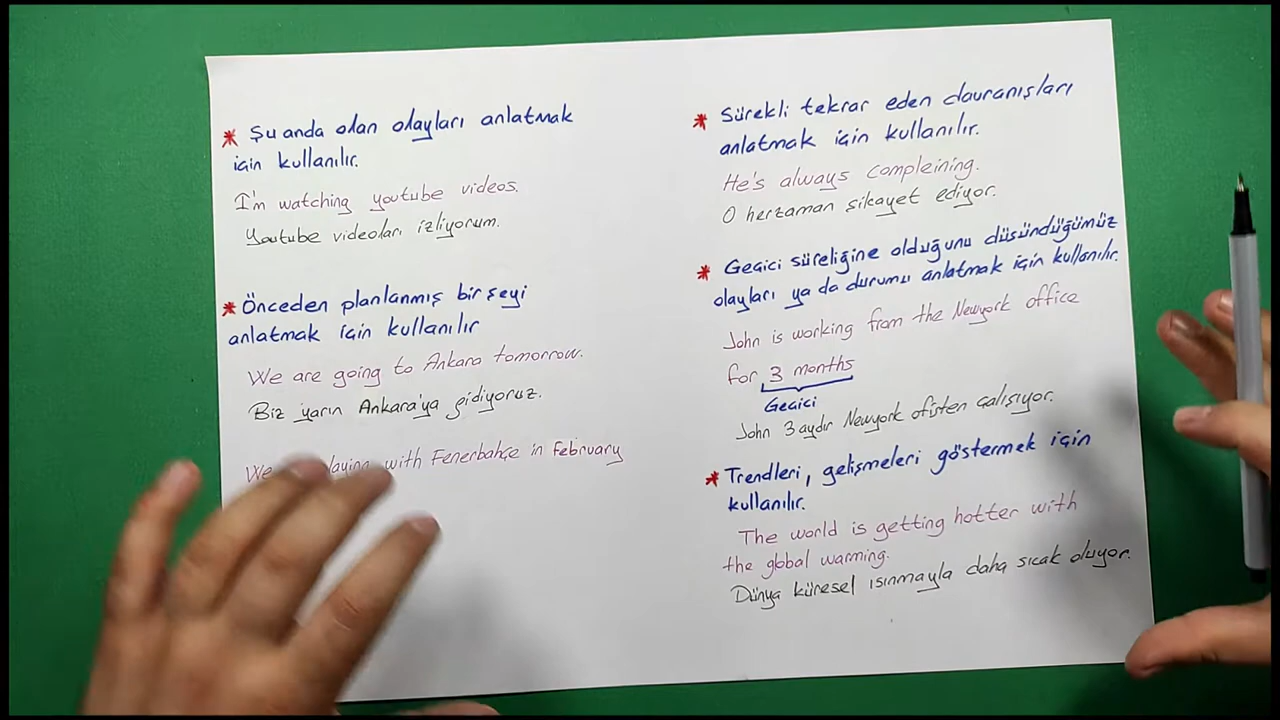 * Şu anda olan olayları anlatmak
için kullanılır.
I'm watching youtube videos.
Youtube videoları izliyorum.
* Önceden planlanmış bir şeyi
anlatmak için kullanılır
We are going to Ankara tomorrow.
Biz yarın Ankara'ya gidiyoruz.
We with Fenerbahçe in february
* Sürekli tekrar eden davranışları
anlatmak için kullanılır.
He's always compleining.
O herzaman şikayet ediyor.
* Geçici süreliğine olduğunu düşündüğümüz
olayları ya da durumu anlatmak için kullanılır.
John is working from the Newyork office
for 3 months
Geçici
John 3 aydır Newyork ofisten çalışıyor.
* Trendleri, gelişmeleri göstermek için
kullanılır.
The world is getting hotter with
the global warming.
Dünya küresel ısınmayla daha sıcak oluyor.